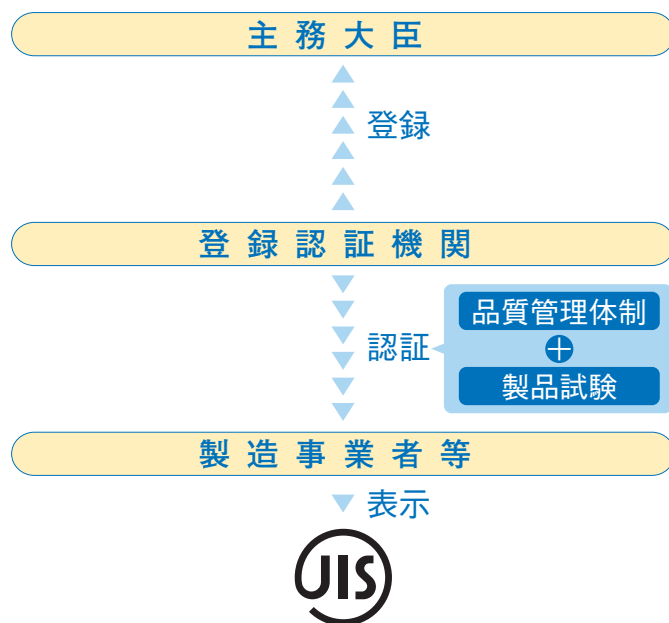 主務大臣
登録
登録認証機関
認証
品質管理体制
+
製品試験
製造事業者等
表示
JIS